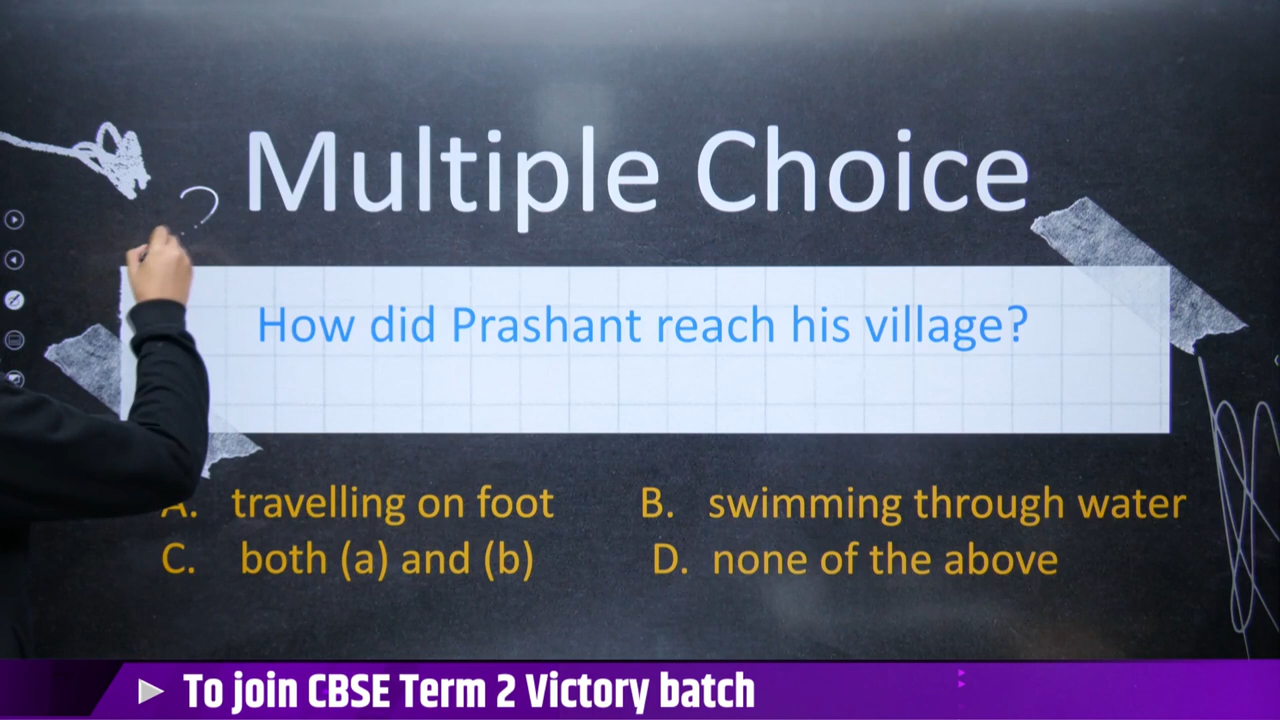 Multiple Choice
?
How did Prashant reach his village?
A. travelling on foot B. swimming through water
C. both (a) and (b) D. none of the above
To join CBSE Term 2 Victory batch